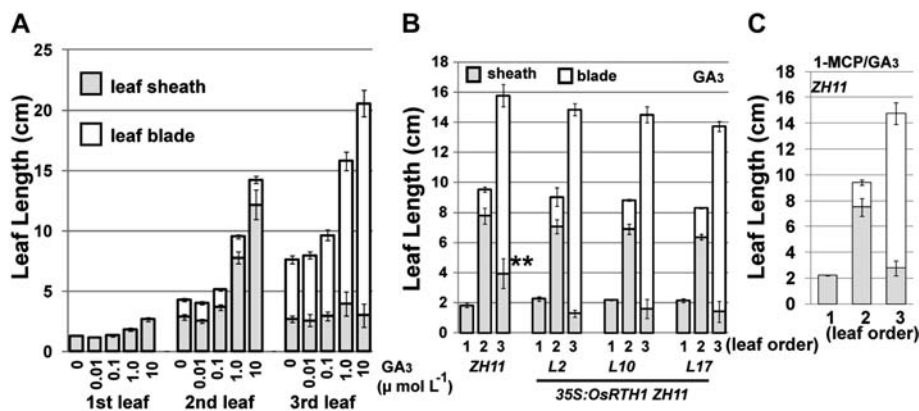 A
25
20
15
10
5
0
Leaf Length (cm)
leaf sheath
leaf blade
0 0.01 0.1 1.0 10 0 0.01 0.1 1.0 10 0 0.01 0.1 1.0 10
GA3
(μ mol L-1)
1st leaf 2nd leaf 3rd leaf
B
18
16
14
12
10
8
6
4
2
0
Leaf Length (cm)
sheath blade GA3
**
1 2 3 1 2 3 1 2 3 1 2 3 (leaf order)
ZH11 L2 L10 L17
35S:OsRTH1 ZH11
C
1-MCP/GA3
ZH11
18
16
14
12
10
8
6
4
2
0
Leaf Length (cm)
1 2 3
(leaf order)